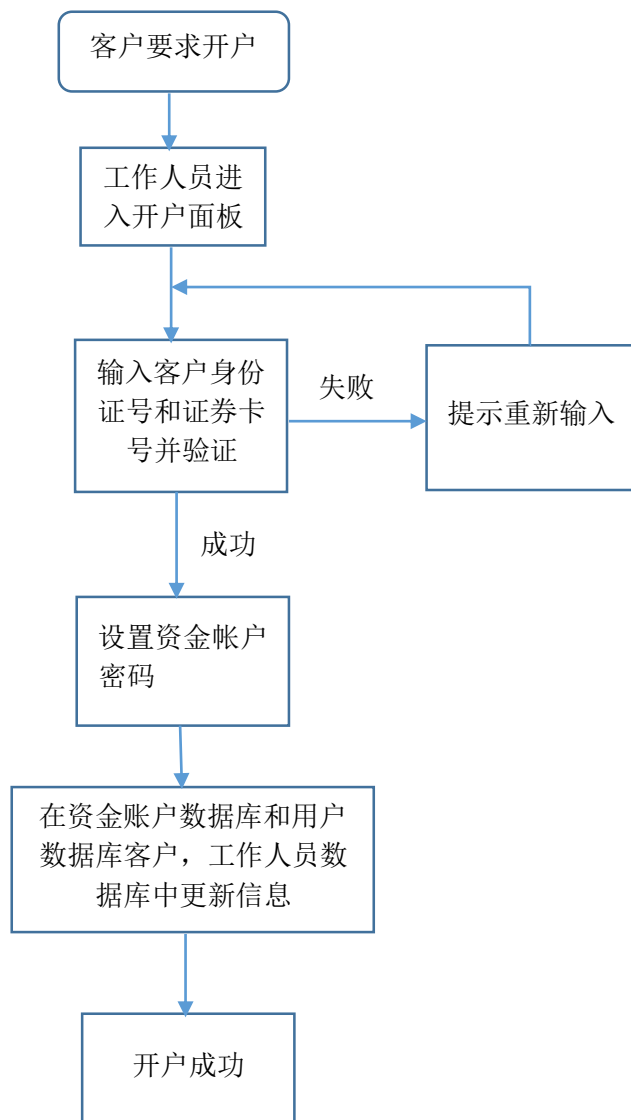 客户要求开户
工作人员进
入开户面板
输入客户身份
证号和证券卡
号并验证
失败
提示重新输入
成功
设置资金帐户
密码
在资金账户数据库和用户
数据库客户，工作人员数
据库中更新信息
开户成功